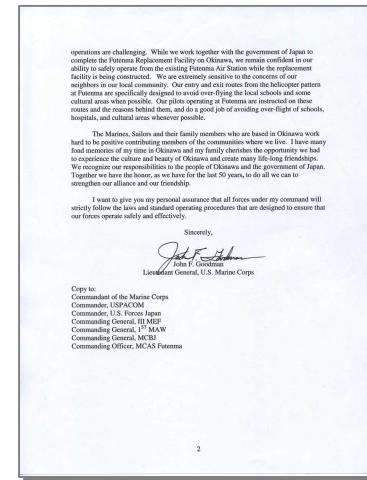 operations are challenging. While we work together with the government of Japan to
complete the Futenma Replacement Facility on Okinawa, we remain confident in our
ability to safely operate from the existing Futenma Air Station while the replacement
facility is being constructed. We are extremely sensitive to the concerns of our
neighbors in our local community. Our entry and exit routes from the helicopter pattern
at Futenma are specifically designed to avoid over-flying the local schools and some
cultural areas when possible. Our pilots operating at Futenma are instructed on these
routes and the reasons behind them, and do a good job of avoiding over-flight of schools,
hospitals, and cultural areas whenever possible.
The Marines, Sailors and their family members who are based in Okinawa work
hard to be positive contributing members of the communities where we live. I have many
fond memories of my time in Okinawa and my family cherishes the opportunity we had
to experience the culture and beauty of Okinawa and create many life-long friendships.
We recognize our responsibilities to the people of Okinawa and the government of Japan.
Together we have the honor, as we have for the last 50 years, to do all we can to
strengthen our alliance and our friendship.
I want to give you my personal assurance that all forces under my command will
strictly follow the laws and standard operating procedures that are designed to ensure that
our forces operate safely and effectively.
Sincerely,
John F. Goodman
John F. Goodman
Lieutenant General, U.S. Marine Corps
Copy to:
Commandant of the Marine Corps
Commander, USPACOM
Commander, U.S. Forces Japan
Commanding General, III MEF
Commanding General, 1ST MAW
Commanding General, MCBJ
Commanding Officer, MCAS Futenma
2